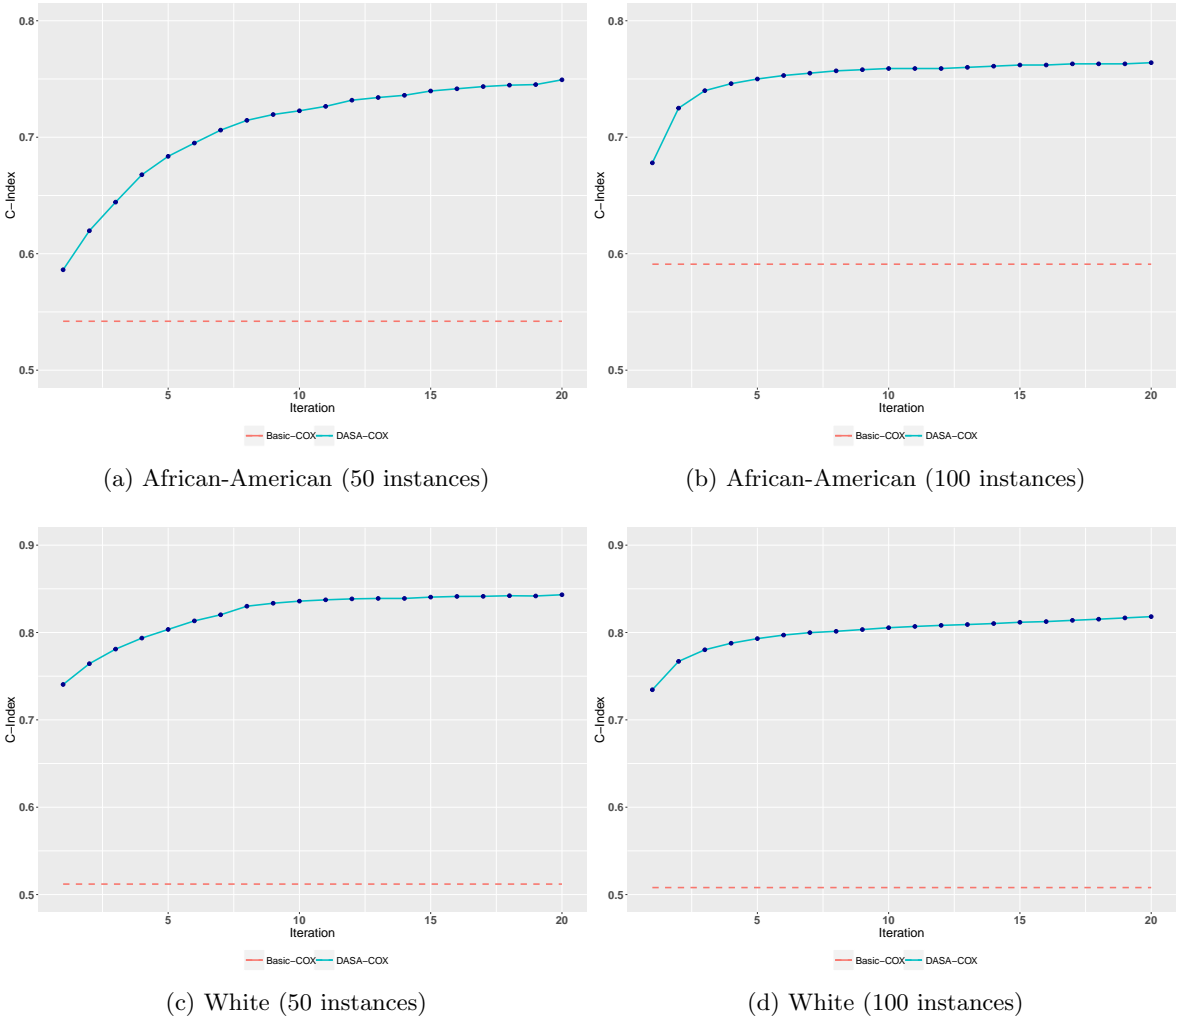 0.8
0.7
0.6
0.5
C-Index
5 10 15 20
Iteration
Basic-COX DASA-COX
(a) African-American (50 instances)
0.8
0.7
0.6
0.5
C-Index
5 10 15 20
Iteration
Basic-COX DASA-COX
(b) African-American (100 instances)
0.9
0.8
0.7
0.6
0.5
C-Index
5 10 15 20
Iteration
Basic-COX DASA-COX
(c) White (50 instances)
0.9
0.8
0.7
0.6
0.5
C-Index
5 10 15 20
Iteration
Basic-COX DASA-COX
(d) White (100 instances)